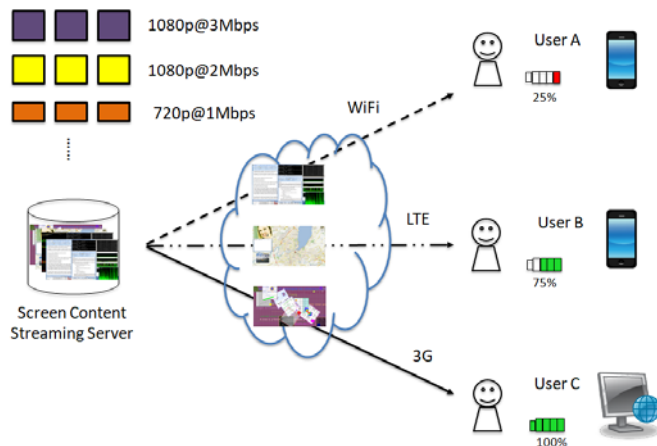 1080p@3Mbps
1080p@2Mbps
720p@1Mbps
Screen Content
Streaming Server
WiFi
LTE
3G
User A
25%
User B
75%
User C
100%